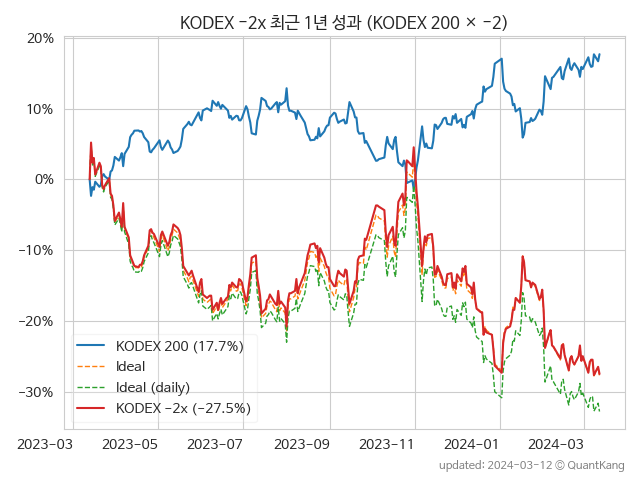 KODEX -2x 최근 1년 성과 (KODEX 200 × -2)
20%
10%
0%
-10%
-20%
-30%
KODEX 200 (17.7%)
Ideal
Ideal (daily)
KODEX -2x (-27.5%)
2023-03
2023-05
2023-07
2023-09
2023-11
2024-01
2024-03
updated: 2024-03-12 © QuantKang